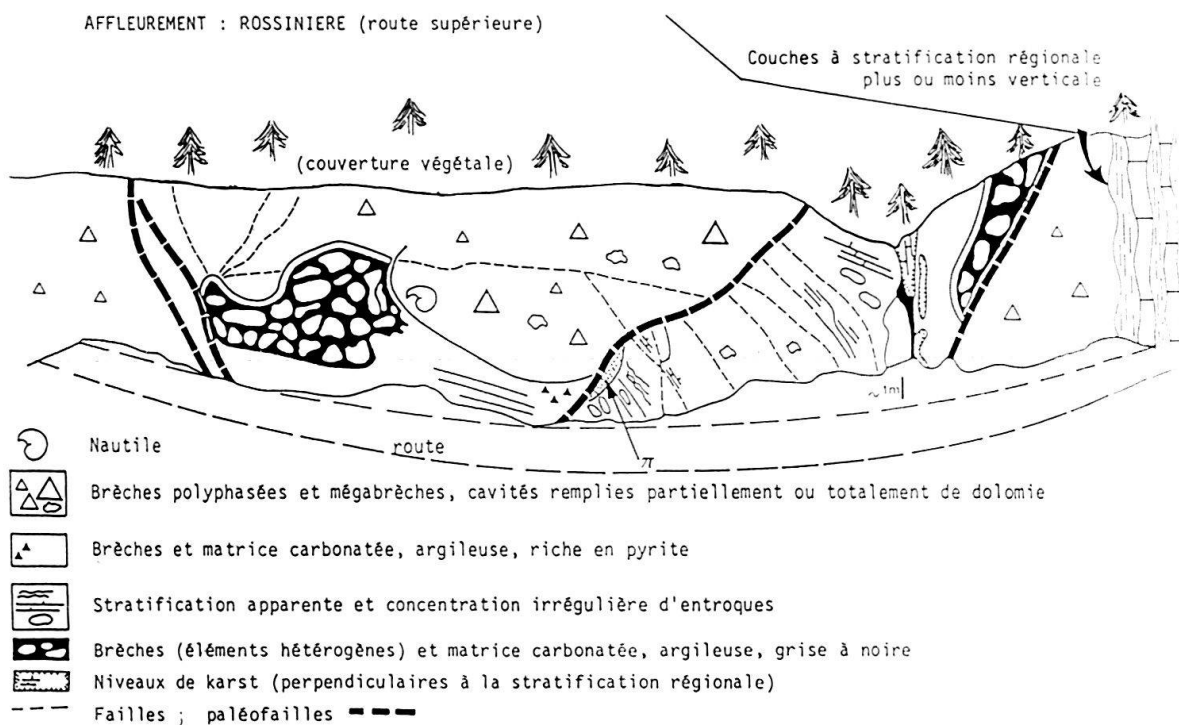 AFFLEUREMENT : ROSSINIERE (route supérieure)
Couches à stratification régionale
plus ou moins verticale
(couverture végétale)
~1m
route
π
Nautile
Brèches polyphasées et mégabrèches, cavités remplies partiellement ou totalement de dolomie
Brèches et matrice carbonatée, argileuse, riche en pyrite
Stratification apparente et concentration irrégulière d'entroques
Brèches (éléments hétérogènes) et matrice carbonatée, argileuse, grise à noire
Niveaux de karst (perpendiculaires à la stratification régionale)
Failles ; paléofailles